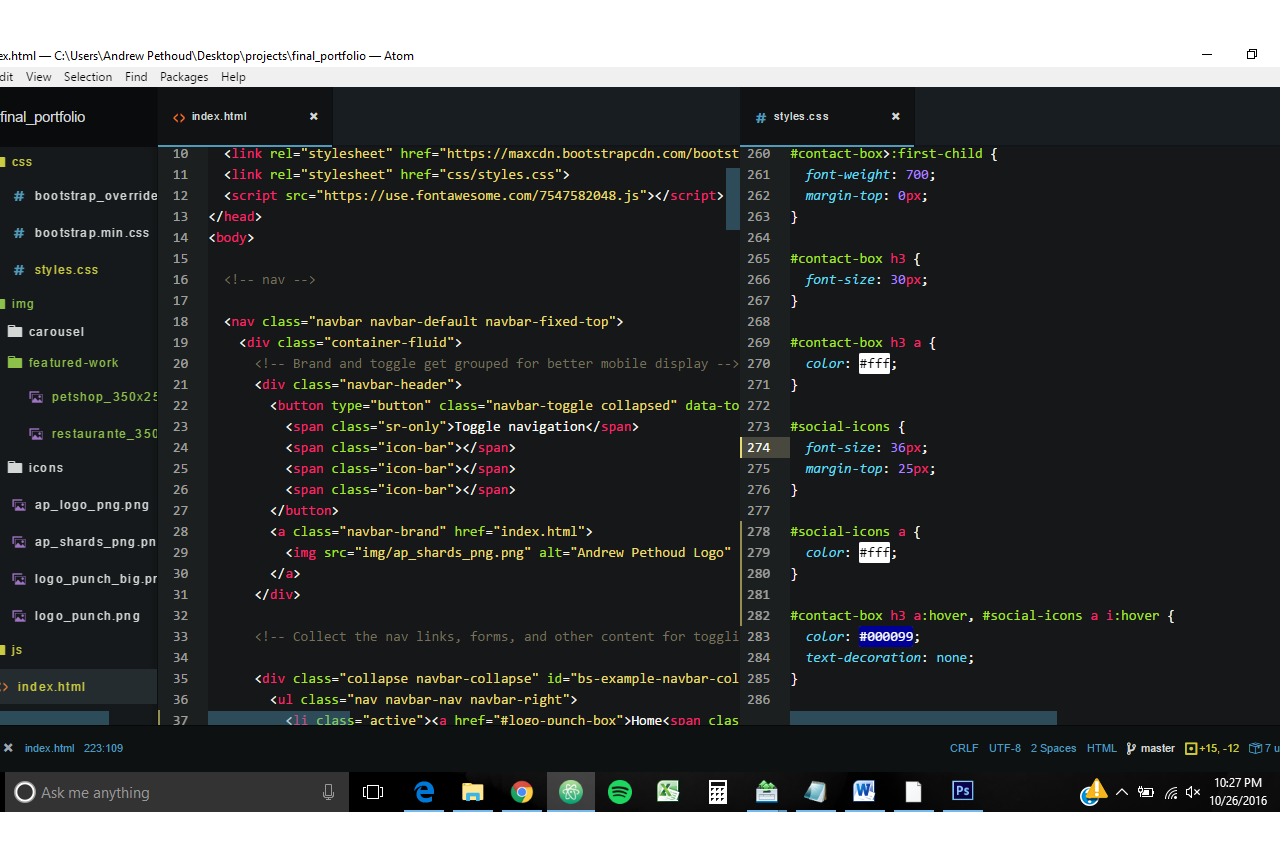 ex.html — C:\Users\Andrew Pethoud\Desktop\projects\final_portfolio — Atom
dit View Selection Find Packages Help
final_portfolio
css
bootstrap_override
bootstrap.min.css
styles.css
img
carousel
featured-work
petshop_350x25
restaurante_350
icons
ap_logo_png.png
ap_shards_png.pn
logo_punch_big.pr
logo_punch.png
js
index.html
index.html
10 <link rel="stylesheet" href="https://maxcdn.bootstrapcdn.com/bootst
11 <link rel="stylesheet" href="css/styles.css">
12 <script src="https://use.fontawesome.com/7547582048.js"></script>
13 </head>
14 <body>
15
16 <!-- nav -->
17
18 <nav class="navbar navbar-default navbar-fixed-top">
19 <div class="container-fluid">
20 <!-- Brand and toggle get grouped for better mobile display -->
21 <div class="navbar-header">
22 <button type="button" class="navbar-toggle collapsed" data-to
23 <span class="sr-only">Toggle navigation</span>
24 <span class="icon-bar"></span>
25 <span class="icon-bar"></span>
26 <span class="icon-bar"></span>
27 </button>
28 <a class="navbar-brand" href="index.html">
29 <img src="img/ap_shards_png.png" alt="Andrew Pethoud Logo"
30 </a>
31 </div>
32
33 <!-- Collect the nav links, forms, and other content for toggli
34
35 <div class="collapse navbar-collapse" id="bs-example-navbar-col
36 <ul class="nav navbar-nav navbar-right">
37 <li class="active"><a href="#logo-punch-box">Home<span clas
styles.css
260 #contact-box>:first-child {
261 font-weight: 700;
262 margin-top: 0px;
263 }
264
265 #contact-box h3 {
266 font-size: 30px;
267 }
268
269 #contact-box h3 a {
270 color: #fff;
271 }
272
273 #social-icons {
274 font-size: 36px;
275 margin-top: 25px;
276 }
277
278 #social-icons a {
279 color: #fff;
280 }
281
282 #contact-box h3 a:hover, #social-icons a i:hover {
283 color: #000099;
284 text-decoration: none;
285 }
286
index.html 223:109
CRLF UTF-8 2 Spaces HTML master +15, -12 7 u
Ask me anything
Ps
10:27 PM
10/26/2016